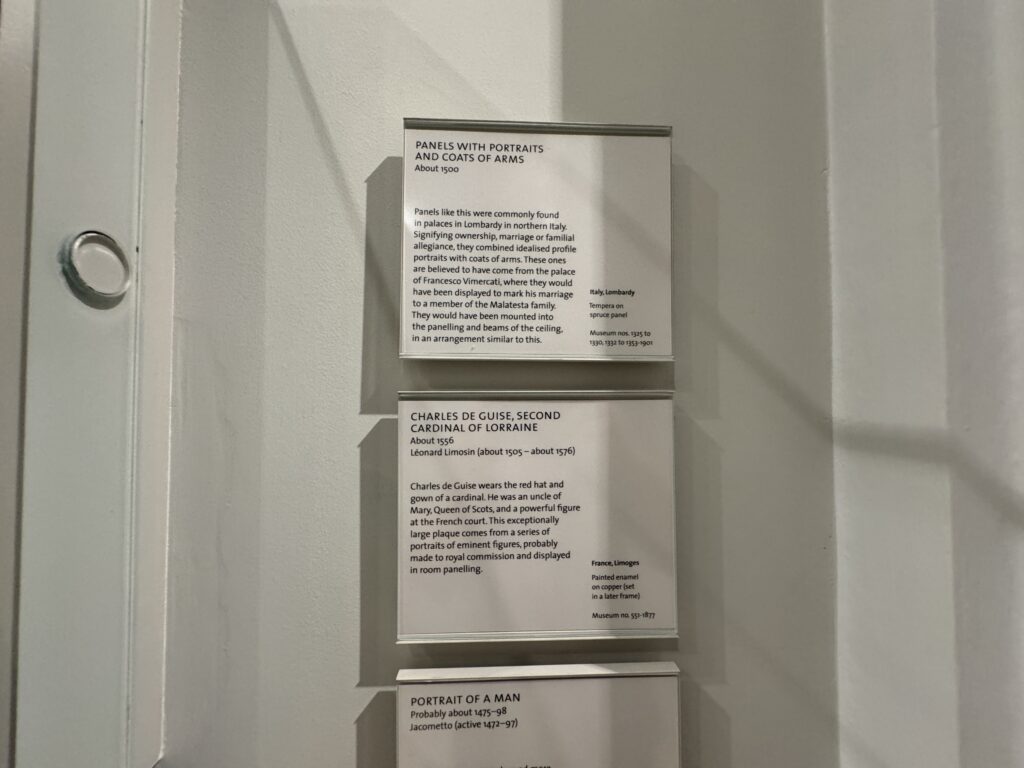 PANELS WITH PORTRAITS
AND COATS OF ARMS
About 1500
Panels like this were commonly found
in palaces in Lombardy in northern Italy.
Signifying ownership, marriage or familial
allegiance, they combined idealised profile
portraits with coats of arms. These ones
are believed to have come from the palace
of Francesco Vimercati, where they would
have been displayed to mark his marriage
to a member of the Malatesta family.
They would have been mounted into
the panelling and beams of the ceiling,
in an arrangement similar to this.
Italy, Lombardy
Tempera on
spruce panel
Museum nos. 1325 to
1330, 1332 to 1353-1901
CHARLES DE GUISE, SECOND
CARDINAL OF LORRAINE
About 1556
Léonard Limosin (about 1505 – about 1576)
Charles de Guise wears the red hat and
gown of a cardinal. He was an uncle of
Mary, Queen of Scots, and a powerful figure
at the French court. This exceptionally
large plaque comes from a series of
portraits of eminent figures, probably
made to royal commission and displayed
in room panelling.
France, Limoges
Painted enamel
on copper (set
in a later frame)
Museum no. 551-1877
PORTRAIT OF A MAN
Probably about 1475–98
Jacometto (active 1472–97)